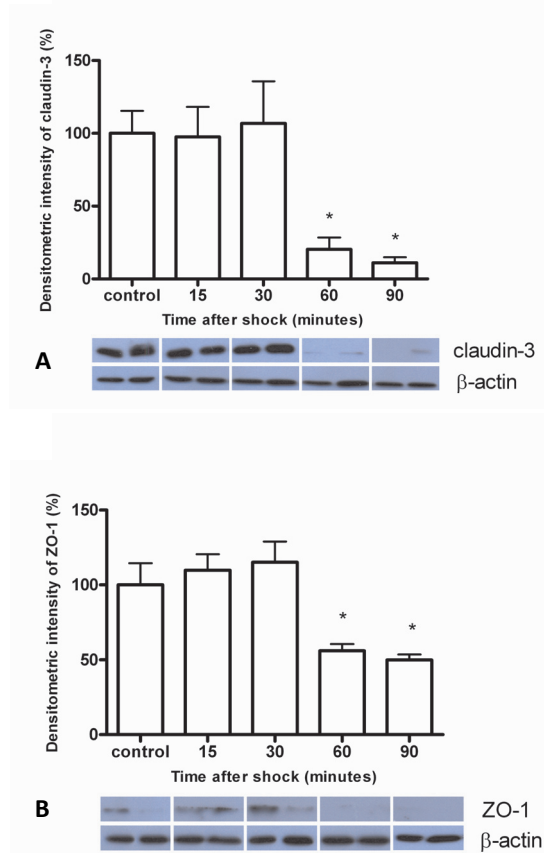 Densitometric intensity of claudin-3 (%)
150
100
50
0
*
*
control 15 30 60 90
Time after shock (minutes)
A
claudin-3
β-actin
Densitometric intensity of ZO-1 (%)
150
100
50
0
*
*
control 15 30 60 90
Time after shock (minutes)
B
ZO-1
β-actin